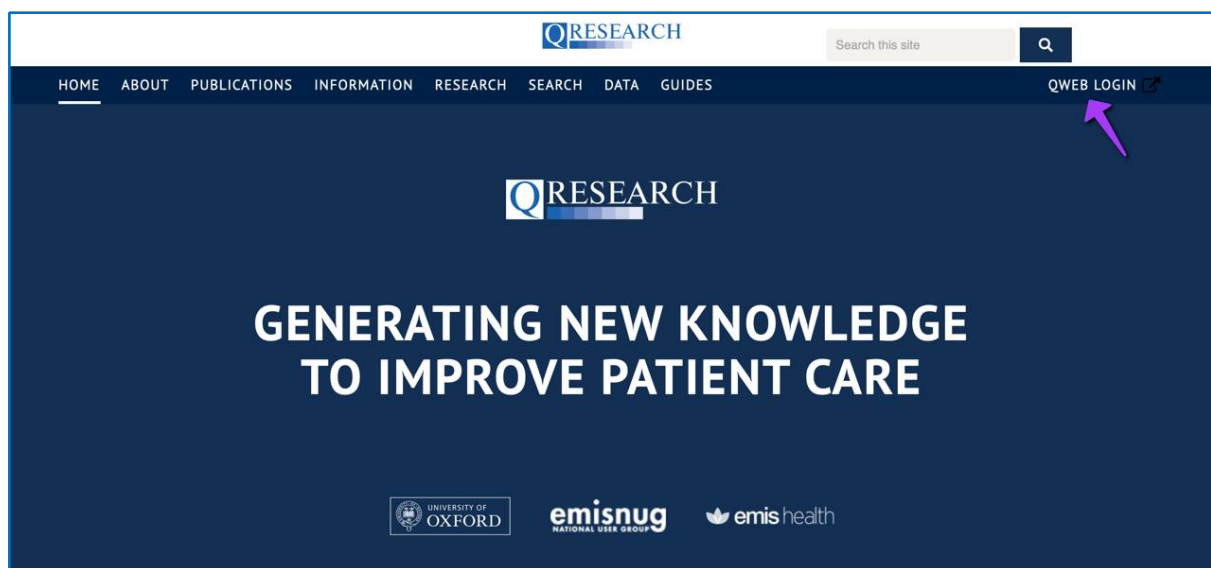 QRESEARCH
Search this site
HOME ABOUT PUBLICATIONS INFORMATION RESEARCH SEARCH DATA GUIDES QWEB LOGIN
QRESEARCH
GENERATING NEW KNOWLEDGE
TO IMPROVE PATIENT CARE
UNIVERSITY OF
OXFORD
emisnug
NATIONAL USER GROUP
emis health